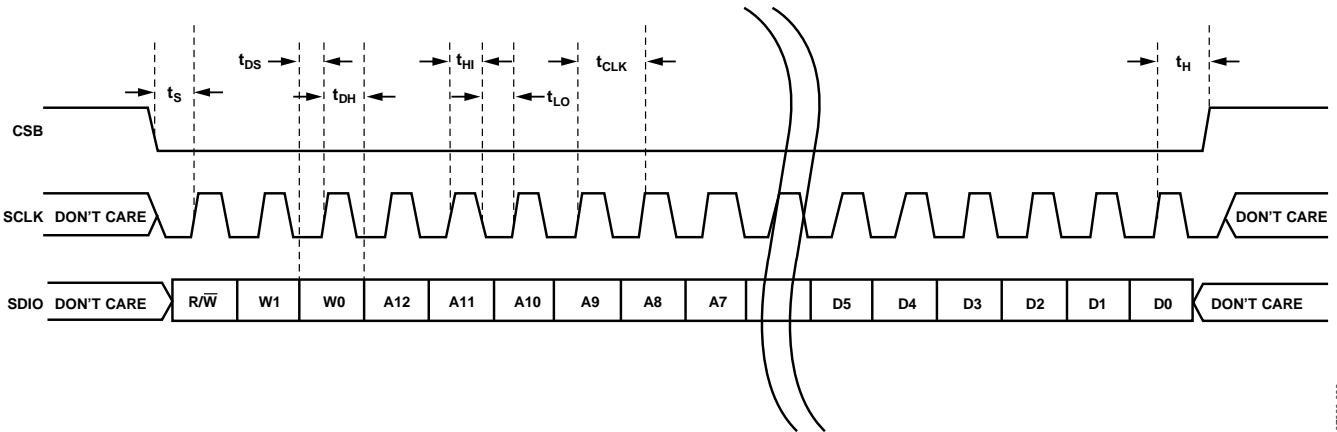 tDS
tHI
tCLK
tH
tS
tDH
tLO
CSB
SCLK DON'T CARE
DON'T CARE
SDIO DON'T CARE
R/W̅
W1
W0
A12
A11
A10
A9
A8
A7
D5
D4
D3
D2
D1
D0
DON'T CARE